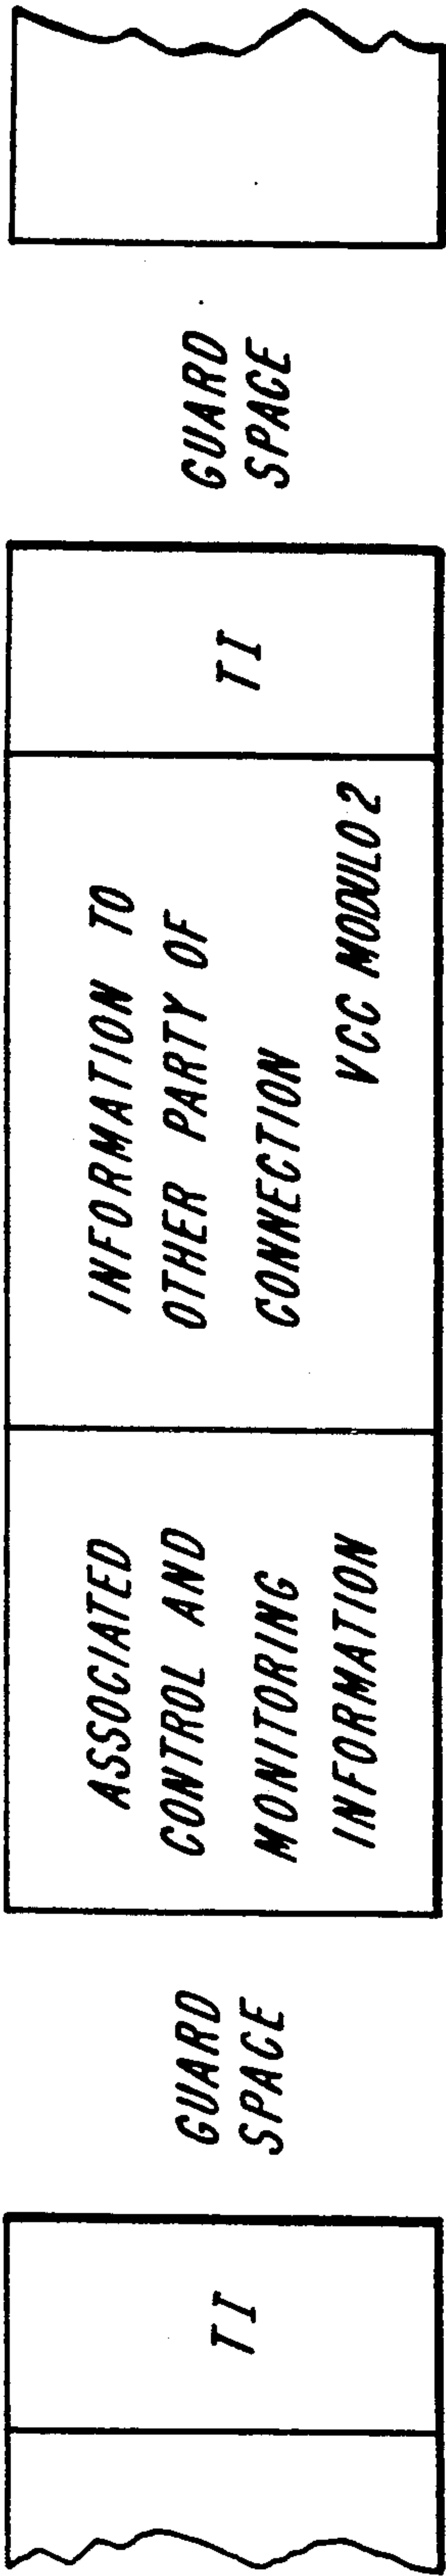 TI
GUARD
SPACE
ASSOCIATED
CONTROL AND
MONITORING
INFORMATION
INFORMATION TO
OTHER PARTY OF
CONNECTION
VCC MODULO 2
TI
GUARD
SPACE